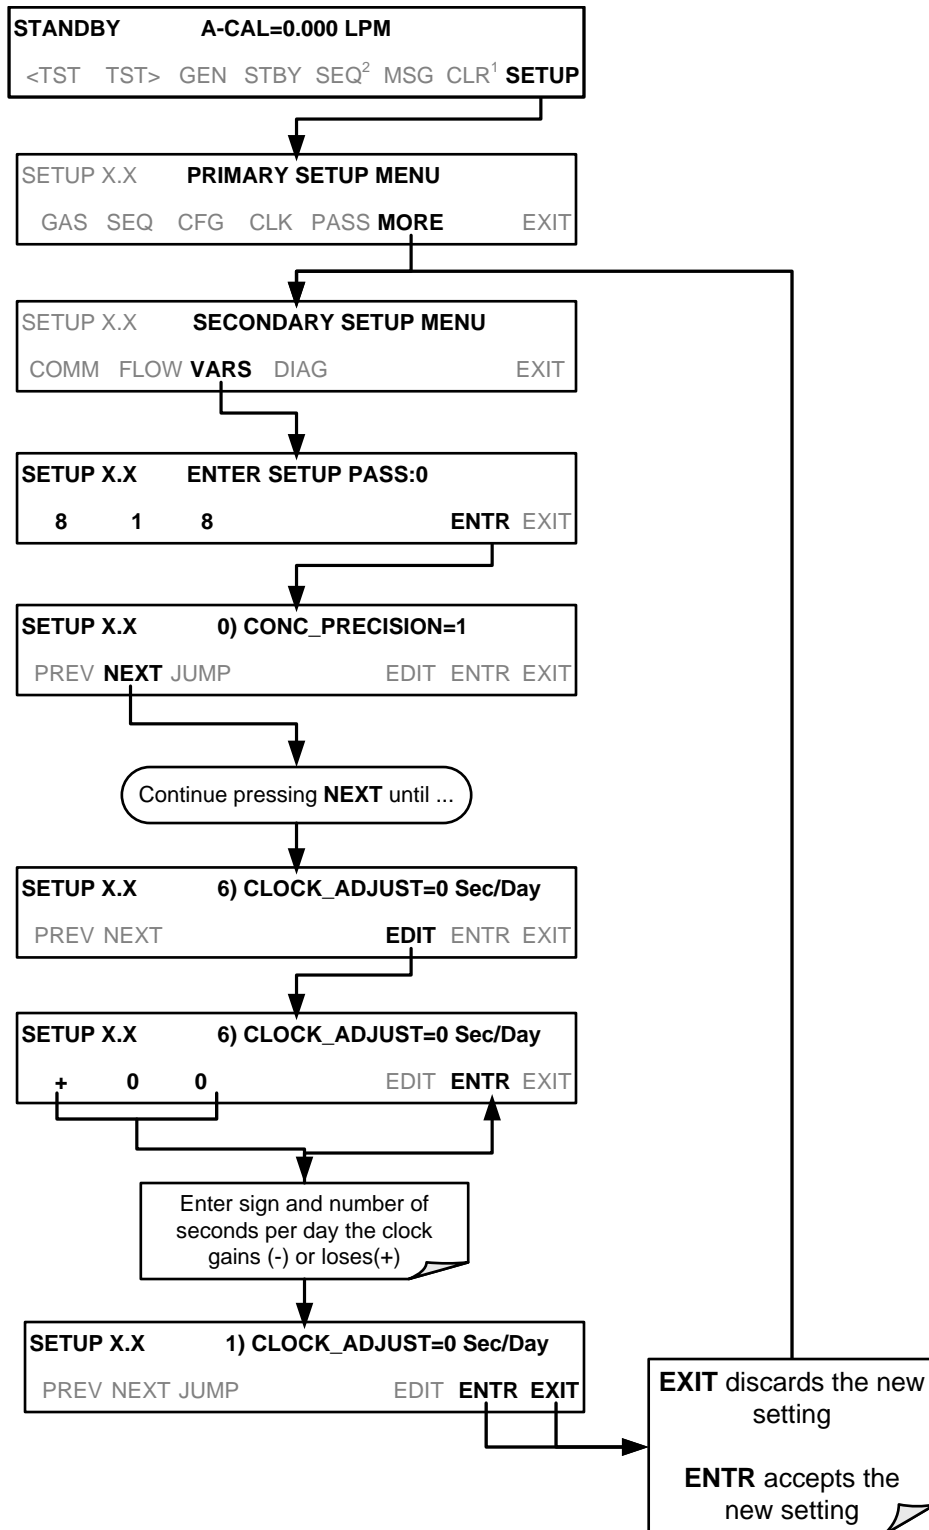 STANDBY A-CAL=0.000 LPM
<TST TST> GEN STBY SEQ2 MSG CLR1 SETUP
SETUP X.X PRIMARY SETUP MENU
GAS SEQ CFG CLK PASS MORE EXIT
SETUP X.X SECONDARY SETUP MENU
COMM FLOW VARS DIAG EXIT
SETUP X.X ENTER SETUP PASS:0
8 1 8 ENTR EXIT
SETUP X.X 0) CONC_PRECISION=1
PREV NEXT JUMP EDIT ENTR EXIT
Continue pressing NEXT until ...
SETUP X.X 6) CLOCK_ADJUST=0 Sec/Day
PREV NEXT EDIT ENTR EXIT
SETUP X.X 6) CLOCK_ADJUST=0 Sec/Day
+ 0 0 EDIT ENTR EXIT
Enter sign and number of
seconds per day the clock
gains (-) or loses(+)
SETUP X.X 1) CLOCK_ADJUST=0 Sec/Day
PREV NEXT JUMP EDIT ENTR EXIT
EXIT discards the new
setting
ENTR accepts the
new setting